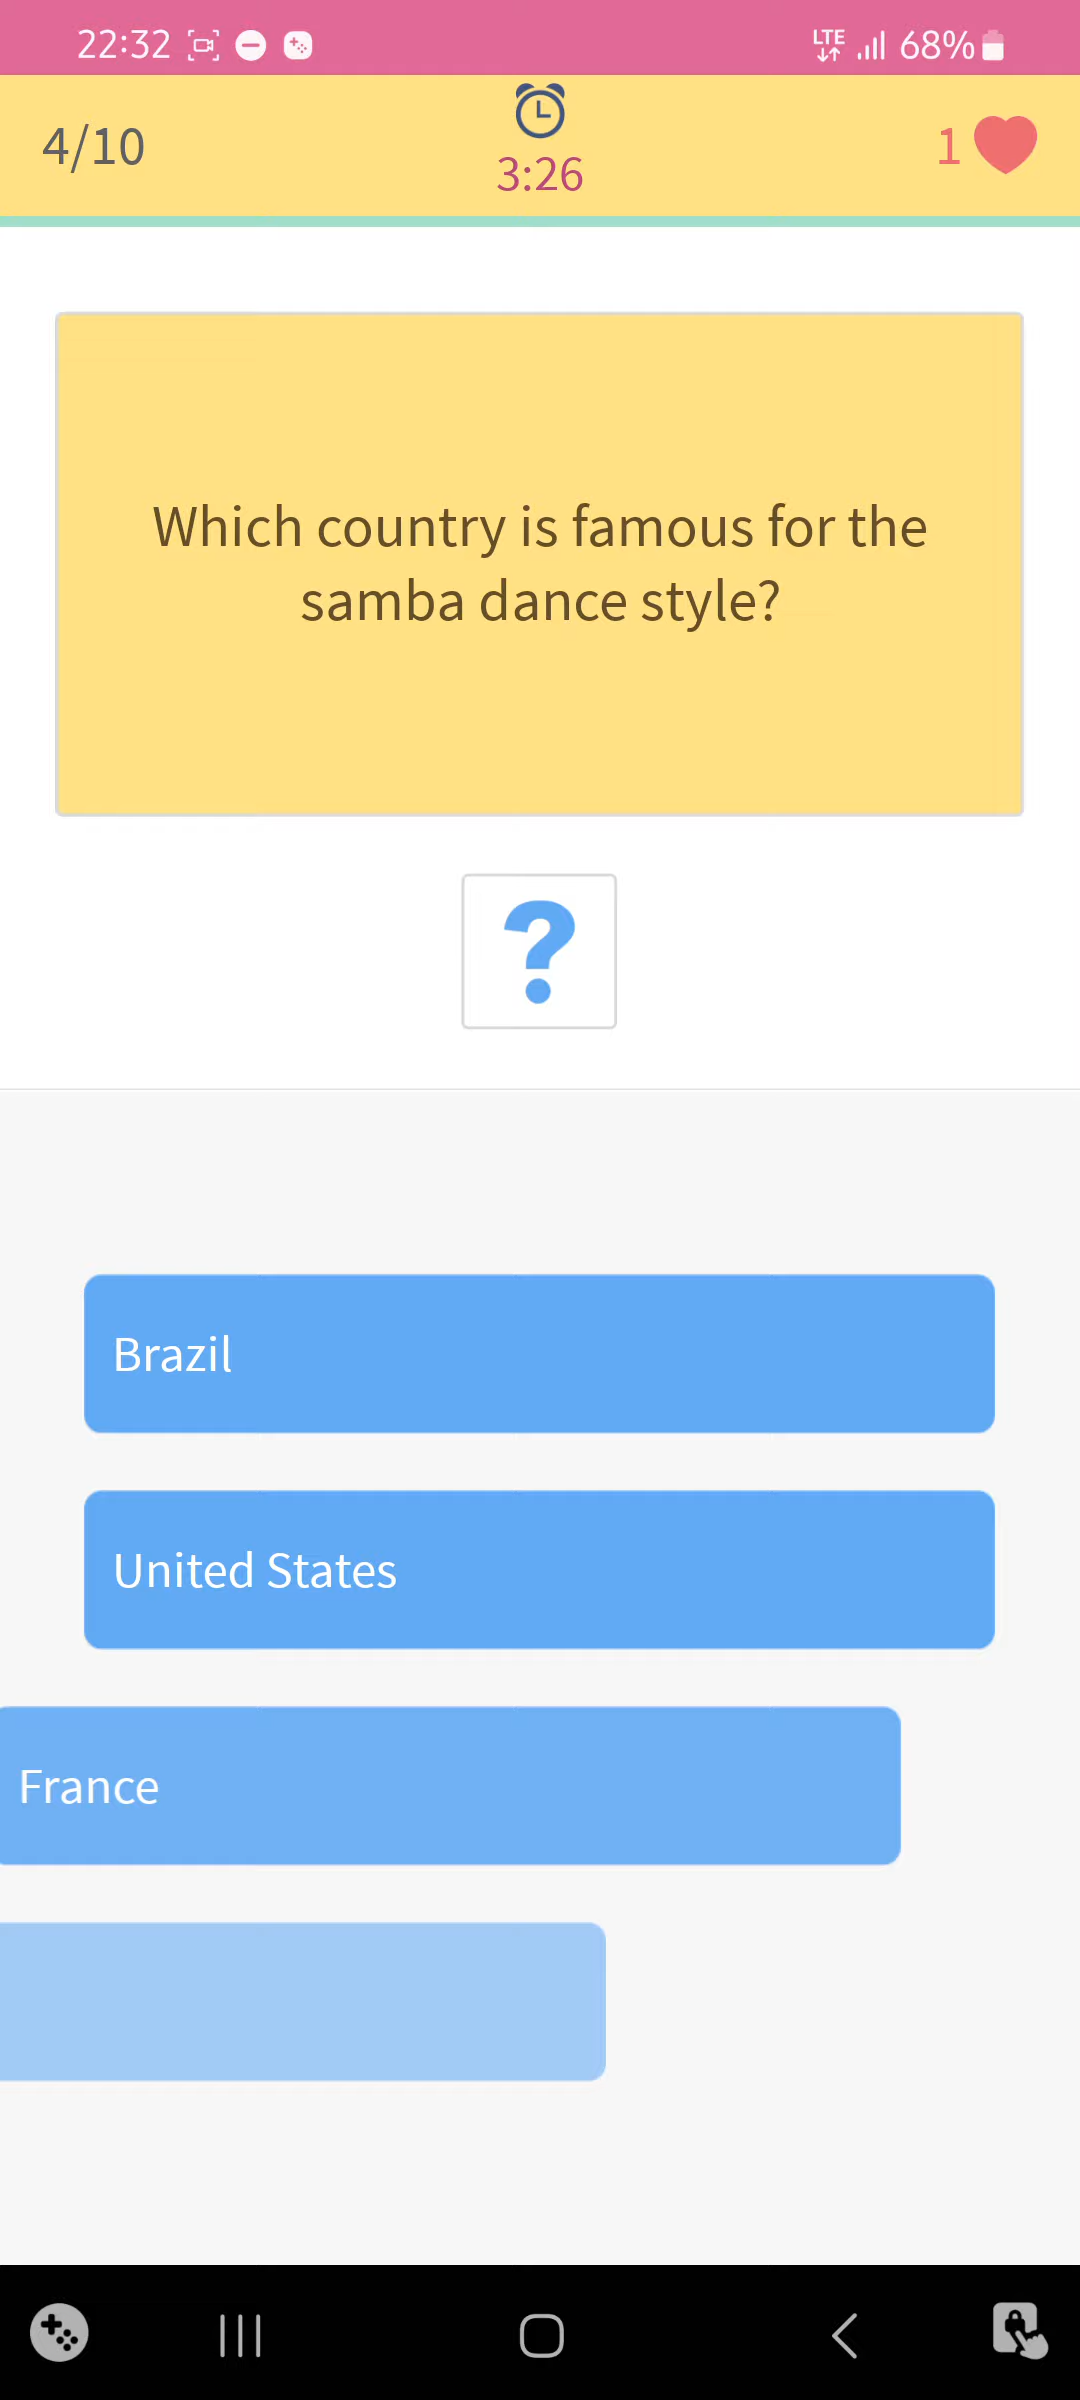 22:32
LTE 68%
4/10
3:26
1
Which country is famous for the
samba dance style?
?
Brazil
United States
France